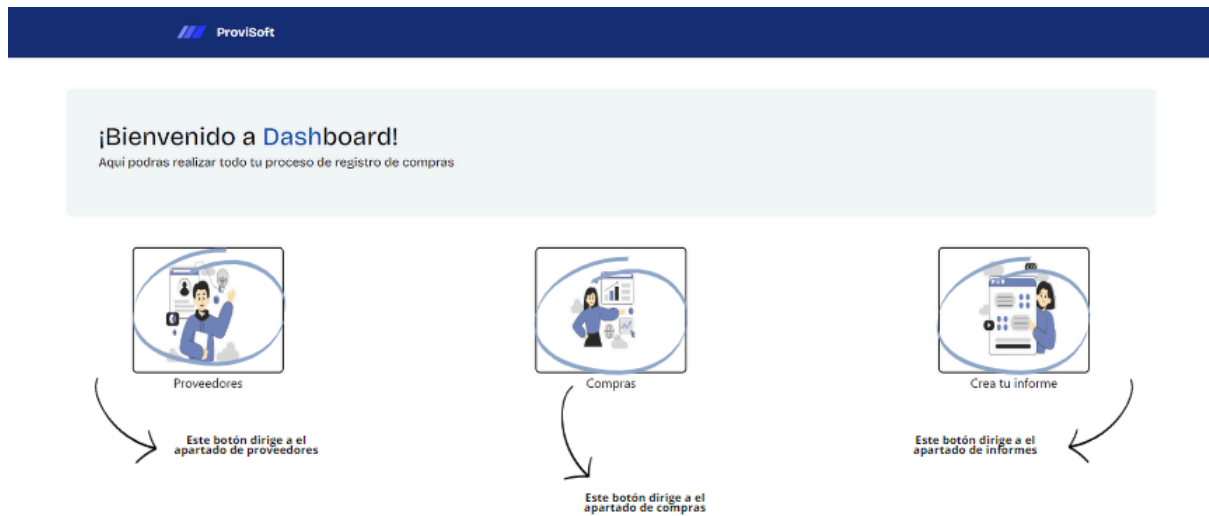 ProviSoft
¡Bienvenido a Dashboard!
Aqui podras realizar todo tu proceso de registro de compras
Proveedores
Compras
Crea tu informe
Este botón dirige a el
apartado de proveedores
Este botón dirige a el
apartado de informes
Este botón dirige a el
apartado de compras